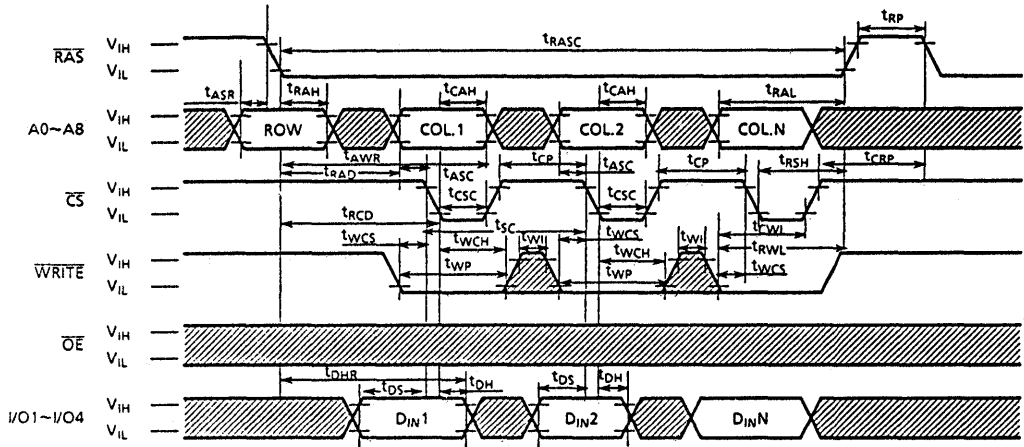 tRP
RAS VIH tRASC
VIL
tASR tRAH tCAH tCAH tRAL
A0~A8 VIH ROW COL.1 COL.2 COL.N
VIL
tAWR tCP tASC tCP tRSH tCRP
tRAD tASC
CS VIH tCSC tCSC
VIL
tRCD tSC tCWI
tWCS tWCH tWI tWCS tWI tRWL
WRITE VIH tWP tWCH tWP tWCS
VIL
OE VIH
VIL
tDHR tDS tDH tDS tDH
I/O1~I/O4 VIH DIN1 DIN2 DINN
VIL